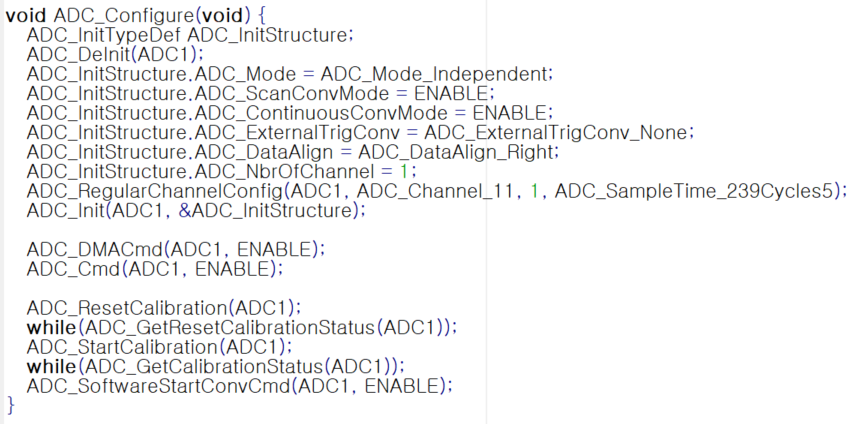 void ADC_Configure(void) {
ADC_InitTypeDef ADC_InitStructure;
ADC_DeInit(ADC1);
ADC_InitStructure.ADC_Mode = ADC_Mode_Independent;
ADC_InitStructure.ADC_ScanConvMode = ENABLE;
ADC_InitStructure.ADC_ContinuousConvMode = ENABLE;
ADC_InitStructure.ADC_ExternalTrigConv = ADC_ExternalTrigConv_None;
ADC_InitStructure.ADC_DataAlign = ADC_DataAlign_Right;
ADC_InitStructure.ADC_NbrOfChannel = 1;
ADC_RegularChannelConfig(ADC1, ADC_Channel_11, 1, ADC_SampleTime_239Cycles5);
ADC_Init(ADC1, &ADC_InitStructure);
ADC_DMACmd(ADC1, ENABLE);
ADC_Cmd(ADC1, ENABLE);
ADC_ResetCalibration(ADC1);
while(ADC_GetResetCalibrationStatus(ADC1));
ADC_StartCalibration(ADC1);
while(ADC_GetCalibrationStatus(ADC1));
ADC_SoftwareStartConvCmd(ADC1, ENABLE);
}